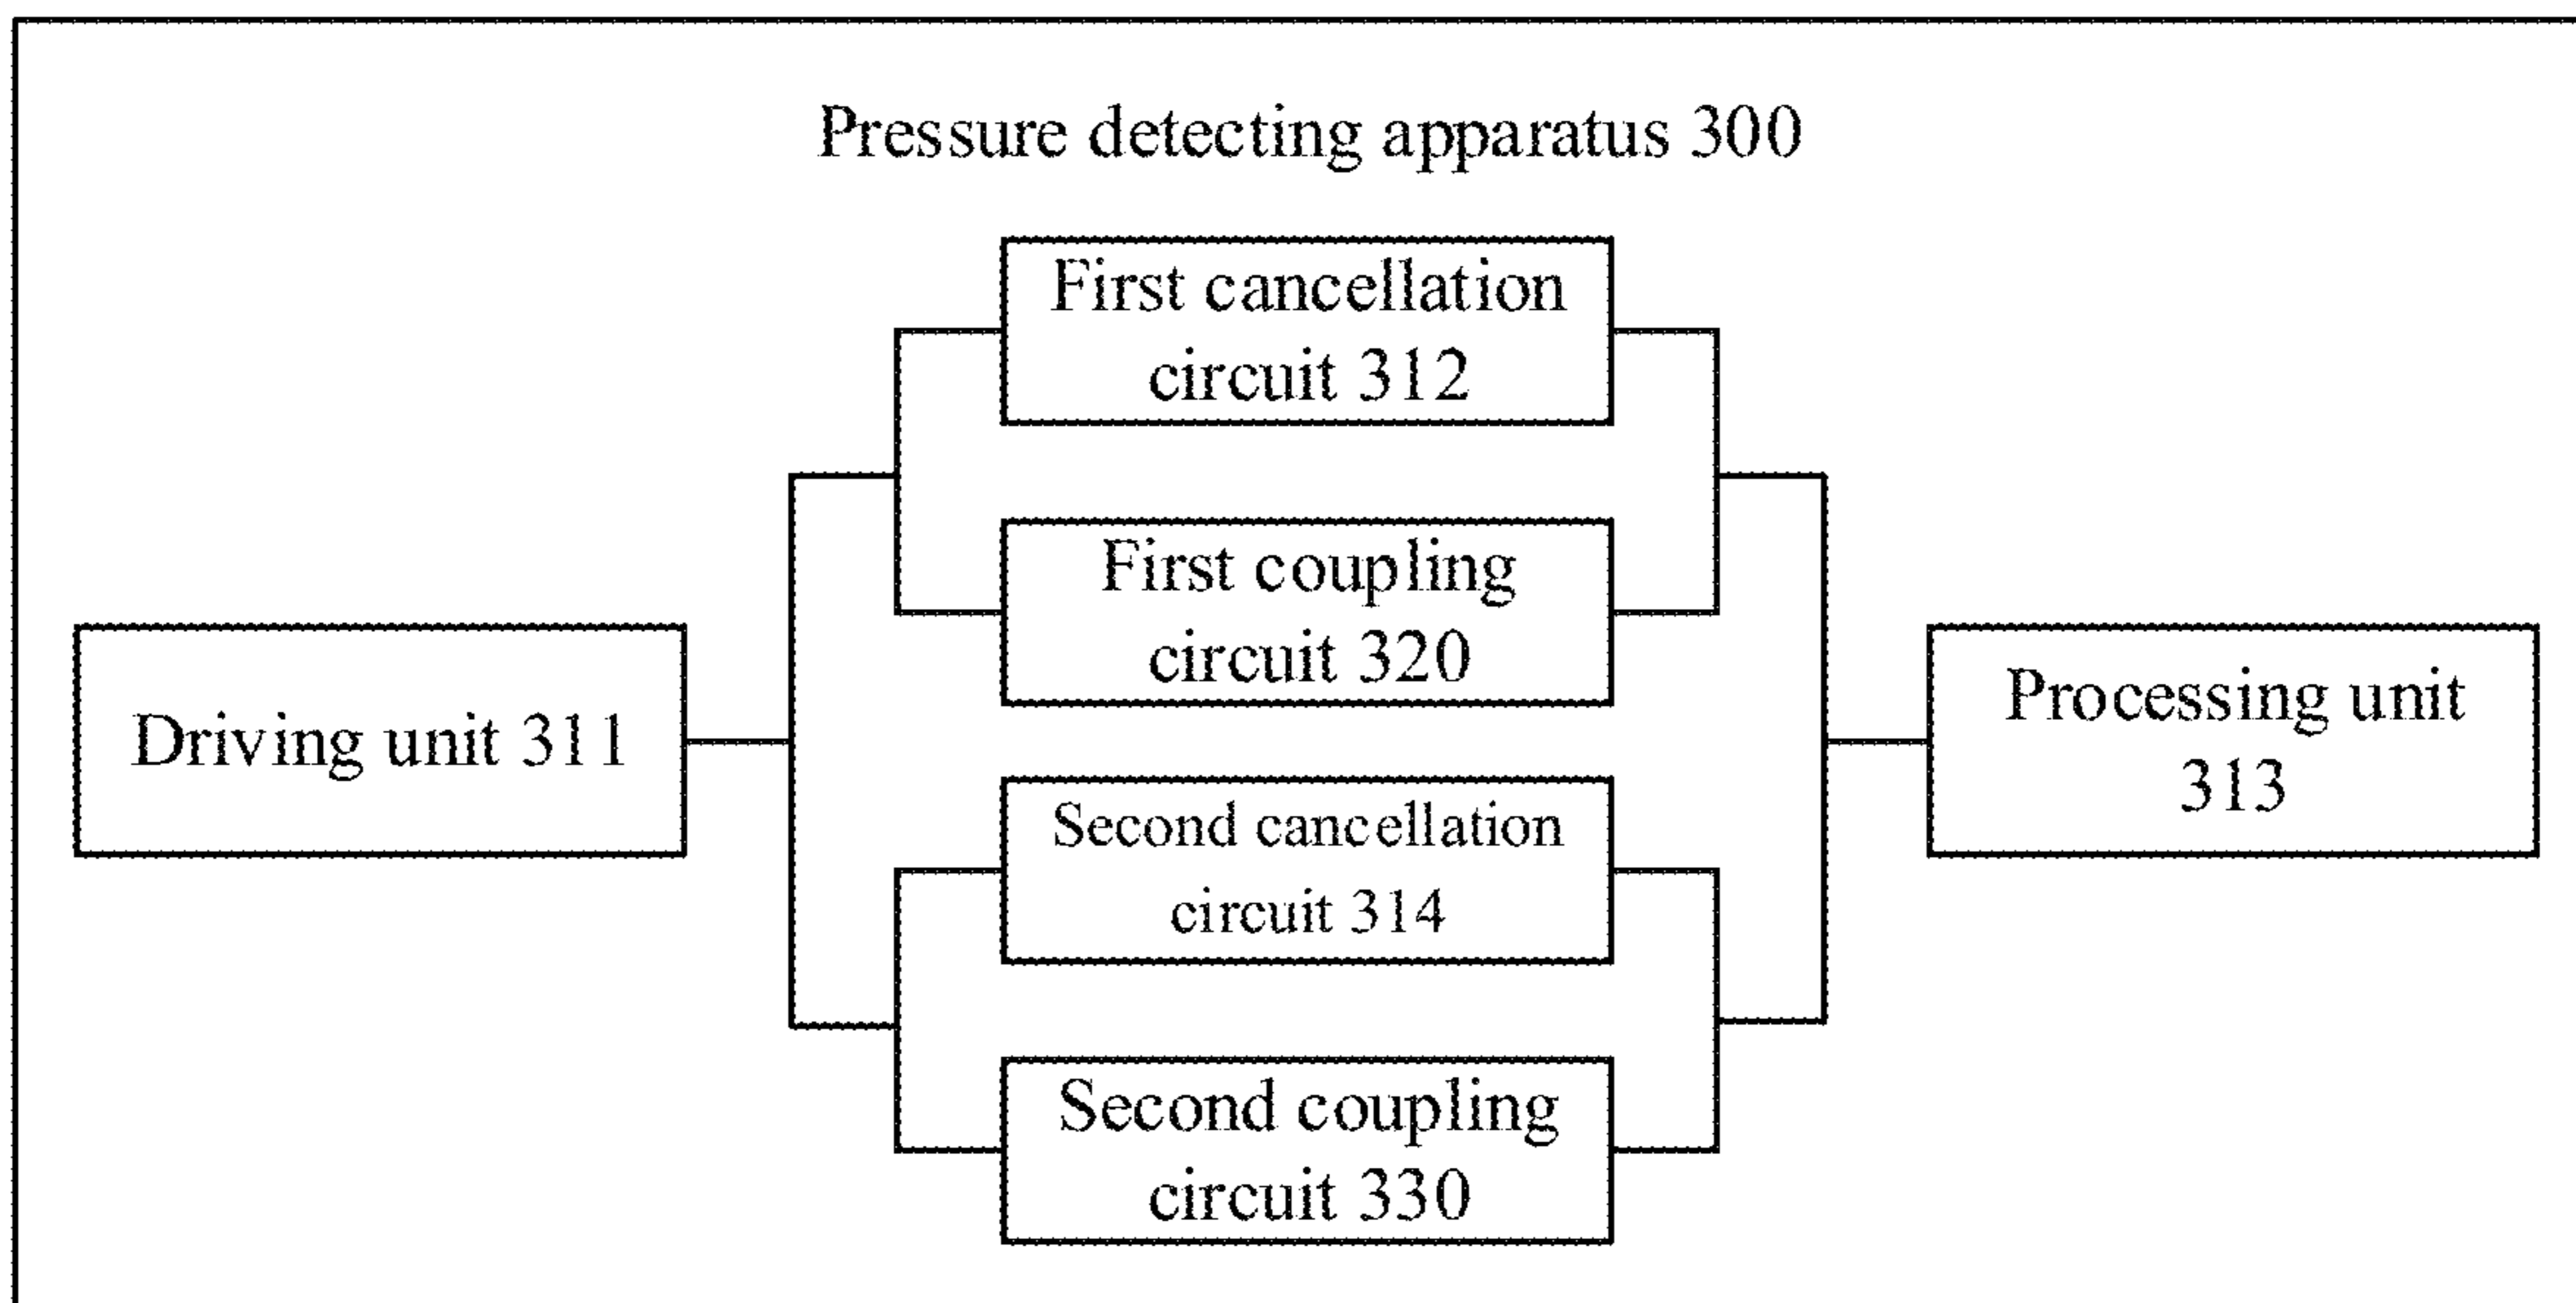 Pressure detecting apparatus 300
First cancellation
circuit 312
First coupling
circuit 320
Driving unit 311
Second cancellation
circuit 314
Second coupling
circuit 330
Processing unit
313